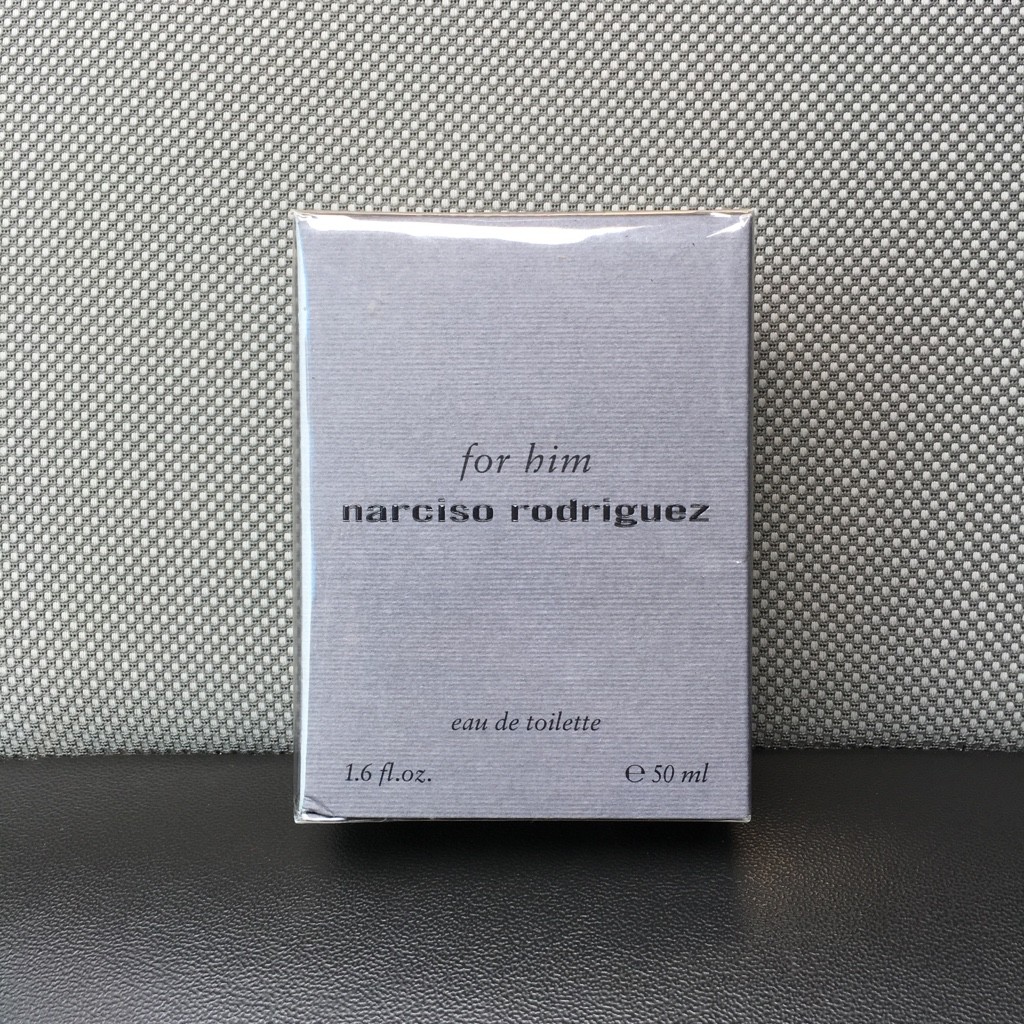 for him
narciso rodriguez
eau de toilette
1.6 fl.oz. ℮ 50 ml